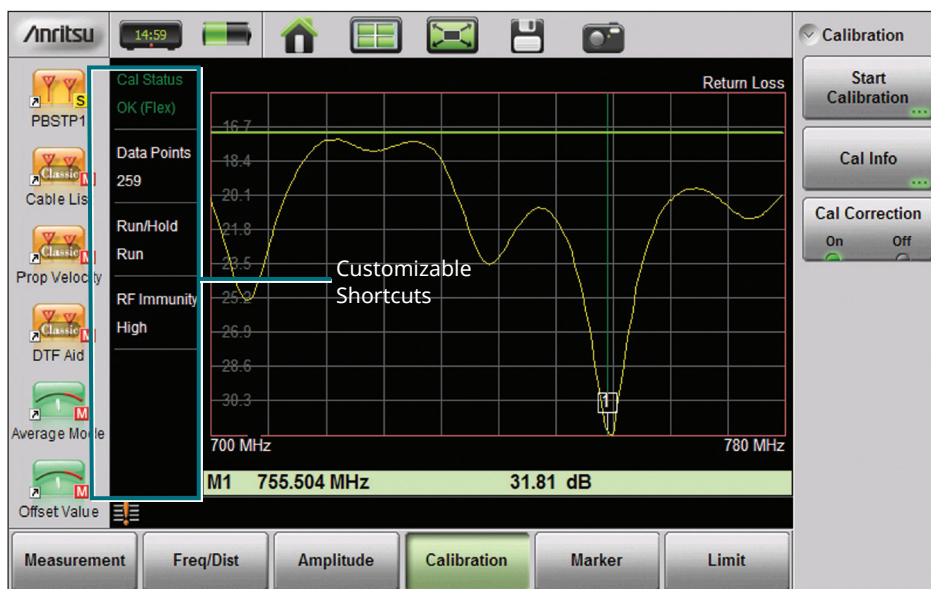 Anritsu
14:59
PBSTP1
S
Classic M
Cable Lis
Classic M
Prop Velocity
Classic M
DTF Aid
M
Average Mode
M
Offset Value
Cal Status
OK (Flex)
Data Points
259
Run/Hold
Run
RF Immunity
High
Return Loss
16.7
18.4
20.1
21.8
23.5
25.2
26.9
28.6
30.3
Customizable
Shortcuts
1
700 MHz
780 MHz
M1 755.504 MHz 31.81 dB
Calibration
Start
Calibration
Cal Info
Cal Correction
On Off
Measurement
Freq/Dist
Amplitude
Calibration
Marker
Limit